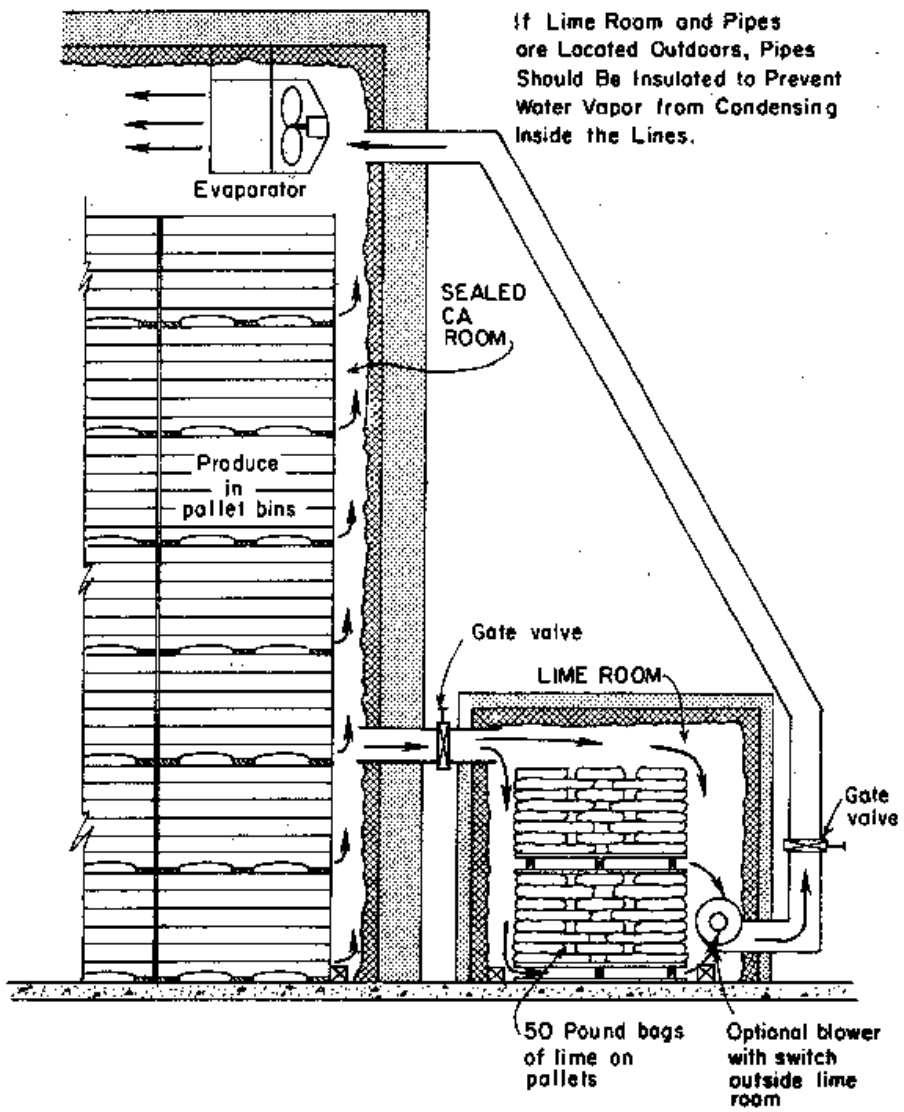 If Lime Room and Pipes
are Located Outdoors, Pipes
Should Be Insulated to Prevent
Water Vapor from Condensing
Inside the Lines.
Evaporator
SEALED
CA
ROOM
Produce
in
pallet bins
Gate valve
LIME ROOM
Gate
valve
50 Pound bags
of lime on
pallets
Optional blower
with switch
outside lime
room